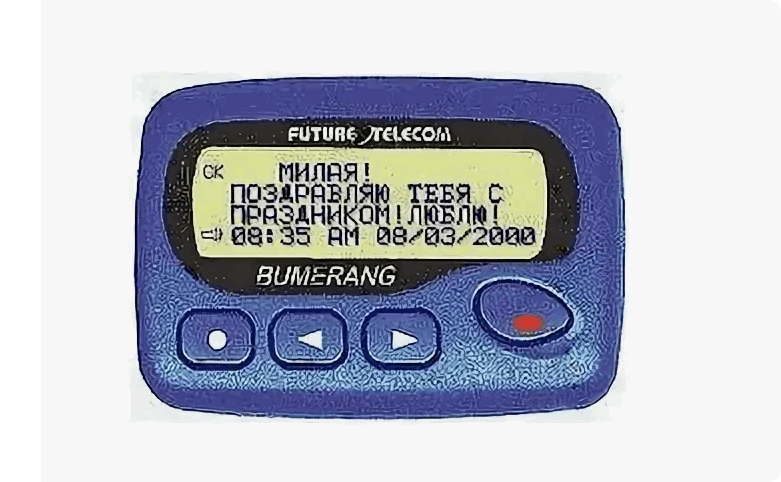 FUTURE TELECOM
СК МИЛАЯ!
ПОЗДРАВЛЯЮ ТЕБЯ С
ПРАЗДНИКОМ!ЛЮБЛЮ!
08:35 AM 08/03/2000
BUMERANG